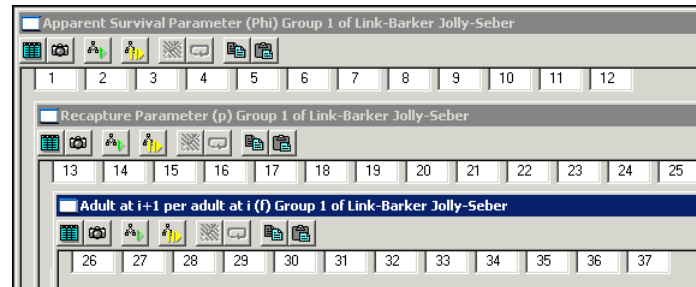 Apparent Survival Parameter (Phi) Group 1 of Link-Barker Jolly-Seber
1 2 3 4 5 6 7 8 9 10 11 12
Recapture Parameter (p) Group 1 of Link-Barker Jolly-Seber
13 14 15 16 17 18 19 20 21 22 23 24 25
Adult at i+1 per adult at i (f) Group 1 of Link-Barker Jolly-Seber
26 27 28 29 30 31 32 33 34 35 36 37